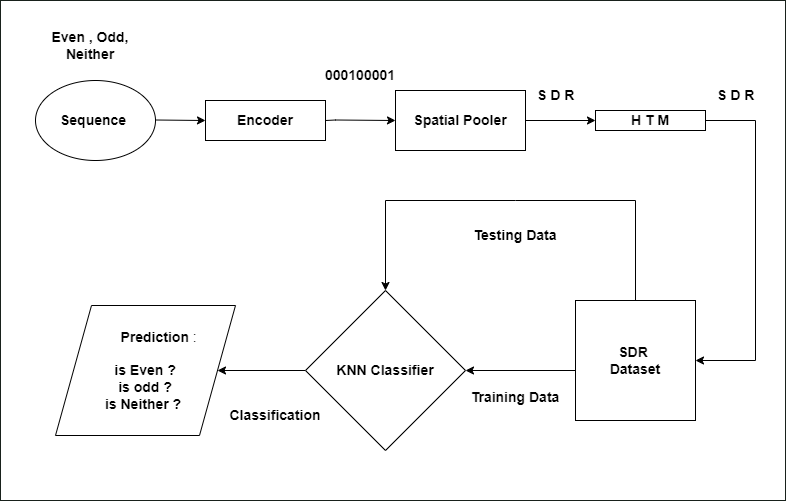 Even , Odd,
Neither
Sequence
Encoder
000100001
Spatial Pooler
S D R
H T M
S D R
Testing Data
Prediction :
is Even ?
is odd ?
is Neither ?
KNN Classifier
Classification
Training Data
SDR
Dataset